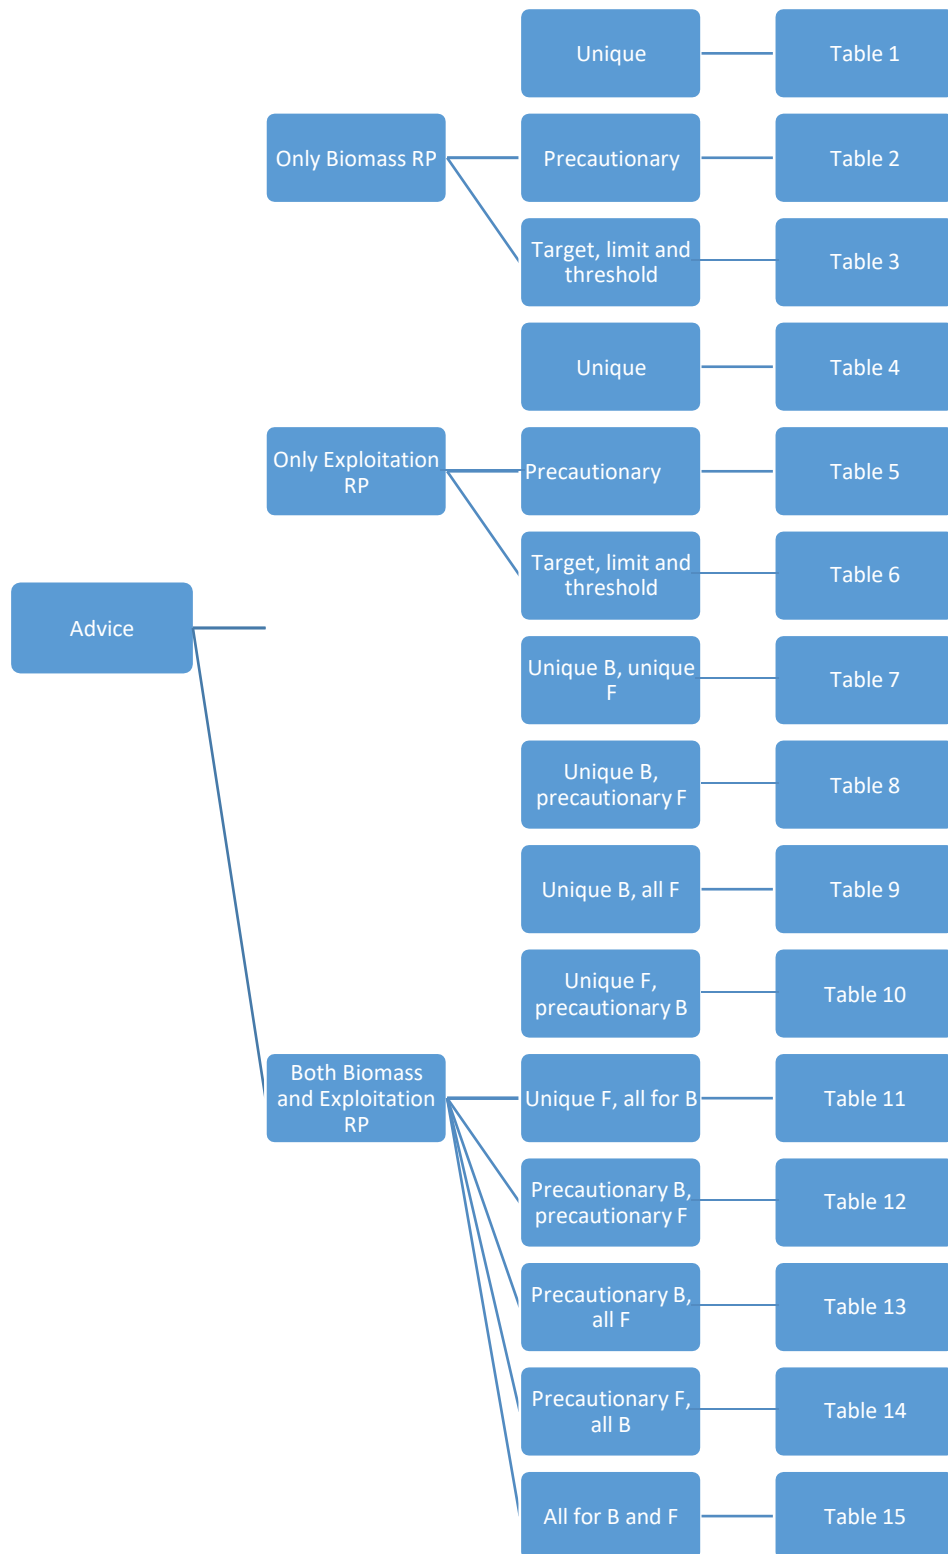 Unique
Table 1
Only Biomass RP
Precautionary
Table 2
Target, limit and
threshold
Table 3
Unique
Table 4
Only Exploitation
RP
Precautionary
Table 5
Target, limit and
threshold
Table 6
Advice
Unique B, unique
F
Table 7
Unique B,
precautionary F
Table 8
Unique B, all F
Table 9
Unique F,
precautionary B
Table 10
Both Biomass
and Exploitation
RP
Unique F, all for B
Table 11
Precautionary B,
precautionary F
Table 12
Precautionary B,
all F
Table 13
Precautionary F,
all B
Table 14
All for B and F
Table 15